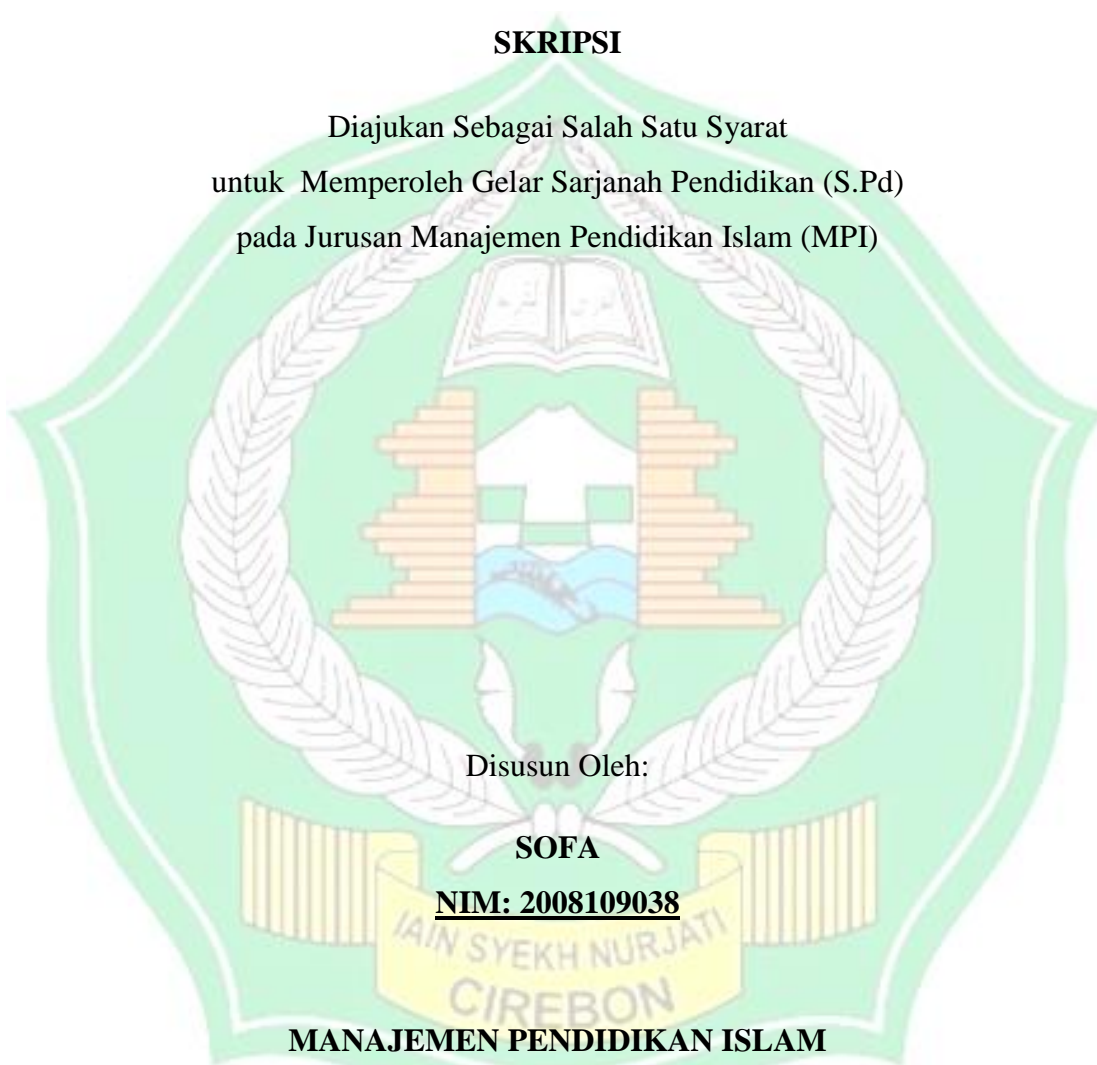 SKRIPSI
Diajukan Sebagai Salah Satu Syarat
untuk Memperoleh Gelar Sarjanah Pendidikan (S.Pd)
pada Jurusan Manajemen Pendidikan Islam (MPI)
Disusun Oleh:
SOFA
NIM: 2008109038
IAIN SYEKH NURJATI
CIREBON
MANAJEMEN PENDIDIKAN ISLAM